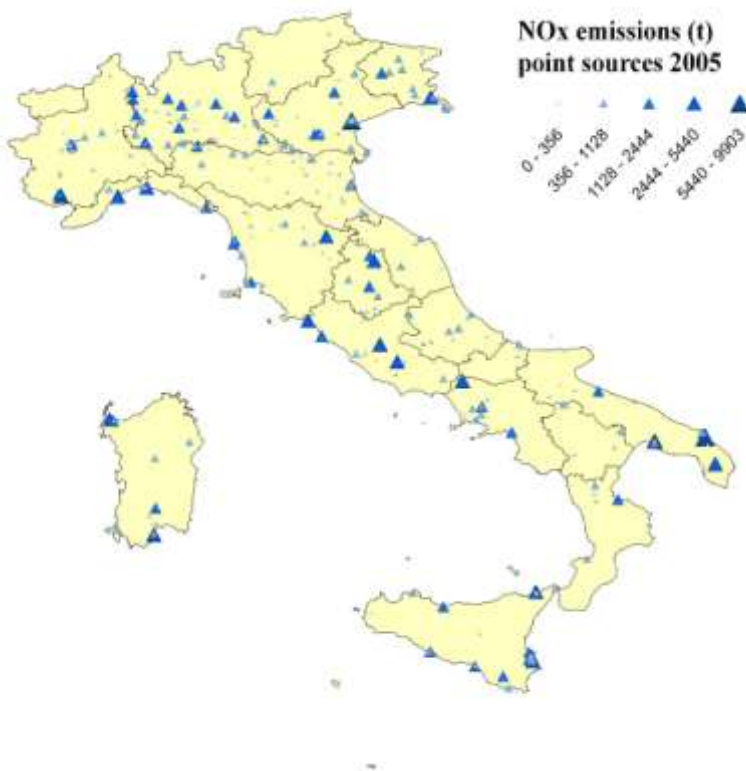 NOx emissions (t)
point sources 2005
0 - 356
356 - 1128
1128 - 2444
2444 - 5440
5440 - 9903